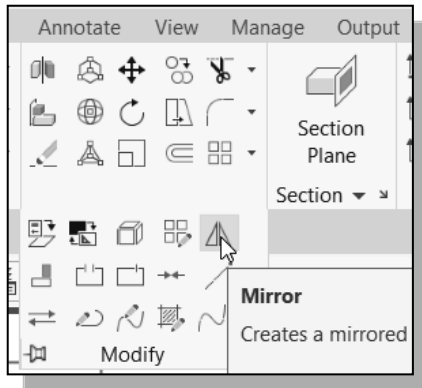 Annotate View Manage Output
Section
Plane
Section
Mirror
Creates a mirrored
Modify